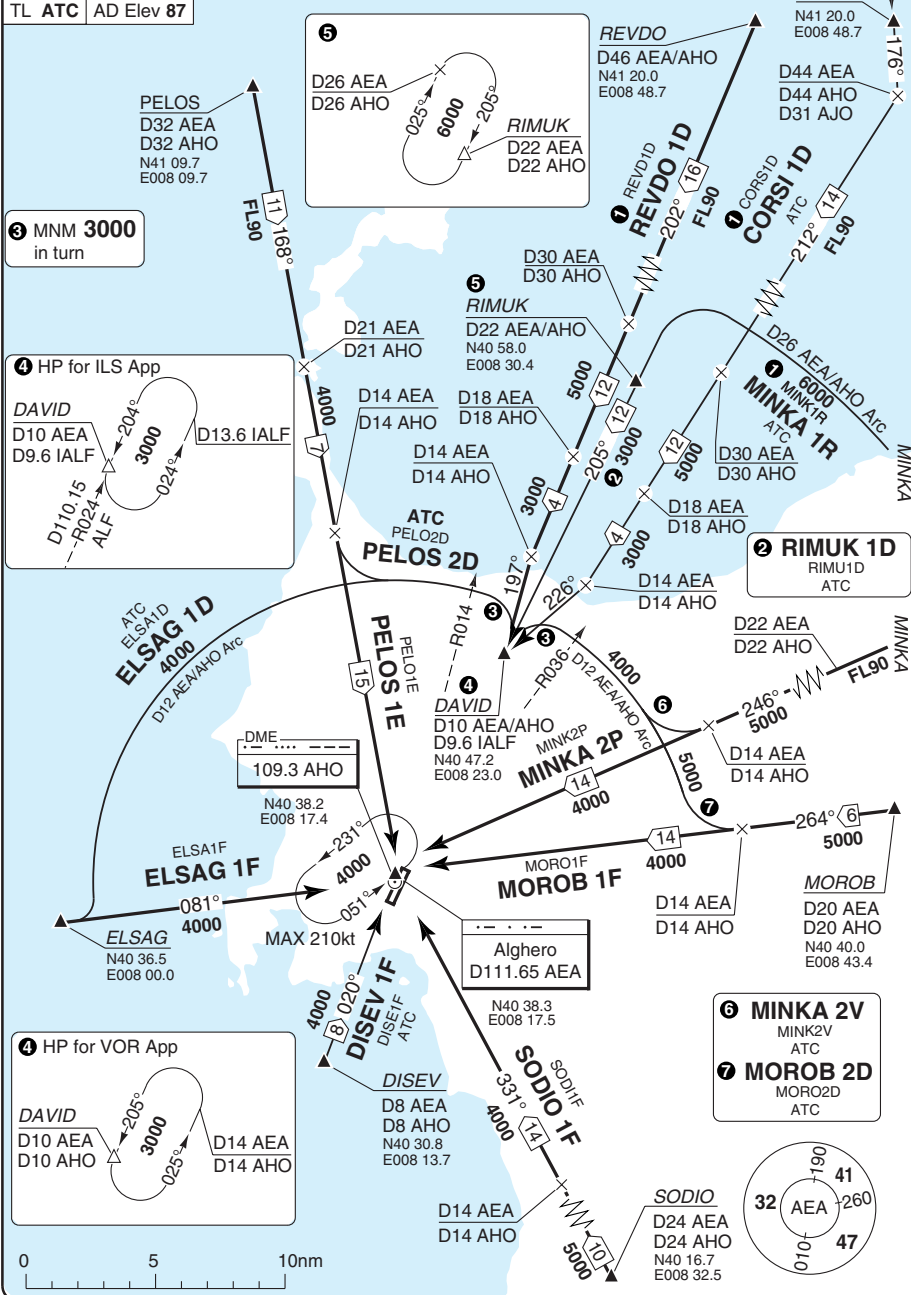 TL ATC AD Elev 87
N41 20.0
E008 48.7
176°
D44 AEA
D44 AHO
D31 AJO
PELOS
D32 AEA
D32 AHO
N41 09.7
E008 09.7
11
168°
FL90
5
D26 AEA
D26 AHO
025°
6000
205°
RIMUK
D22 AEA
D22 AHO
REVDO
D46 AEA/AHO
N41 20.0
E008 48.7
1 REVD1D
REVDO 1D
16
202°
FL90
1 CORS1D
CORSI 1D
ATC
14
212°
FL90
3 MNM 3000
in turn
D30 AEA
D30 AHO
5
RIMUK
D22 AEA/AHO
N40 58.0
E008 30.4
D26 AEA/AHO Arc
6000
1 MINK1R
MINKA 1R
ATC
MINKA
D21 AEA
D21 AHO
4000
7
4 HP for ILS App
DAVID
D10 AEA
D9.6 IALF
204°
3000
024°
D13.6 IALF
D110.15
R024
ALF
D14 AEA
D14 AHO
D18 AEA
D18 AHO
D14 AEA
D14 AHO
5000
12
12
205°
2 3000
12
5000
D30 AEA
D30 AHO
D18 AEA
D18 AHO
4
3000
4
3000
197°
226°
D14 AEA
D14 AHO
2 RIMUK 1D
RIMU1D
ATC
ATC
PELO2D
PELOS 2D
ATC
ELSA1D
ELSAG 1D
4000
D12 AEA/AHO Arc
R014
3
3
R036
D12 AEA/AHO Arc
4000
5000
PELO1E
PELOS 1E
15
4
DAVID
D10 AEA/AHO
D9.6 IALF
N40 47.2
E008 23.0
D22 AEA
D22 AHO
MINKA
FL90
246°
5000
6
D14 AEA
D14 AHO
MINK2P
MINKA 2P
14
4000
DME
109.3 AHO
N40 38.2
E008 17.4
231°
4000
051°
MAX 210kt
7
264°
6
5000
14
4000
MORO1F
MOROB 1F
D14 AEA
D14 AHO
MOROB
D20 AEA
D20 AHO
N40 40.0
E008 43.4
ELSA1F
ELSAG 1F
081°
4000
ELSAG
N40 36.5
E008 00.0
Alghero
D111.65 AEA
N40 38.3
E008 17.5
4000
8
020°
DISEV 1F
DISE1F
ATC
DISEV
D8 AEA
D8 AHO
N40 30.8
E008 13.7
SODI1F
SODIO 1F
331°
4000
14
D14 AEA
D14 AHO
5000
10
SODIO
D24 AEA
D24 AHO
N40 16.7
E008 32.5
6 MINKA 2V
MINK2V
ATC
7 MOROB 2D
MORO2D
ATC
4 HP for VOR App
DAVID
D10 AEA
D10 AHO
205°
3000
025°
D14 AEA
D14 AHO
190
41
32
AEA
260
010
47
0 5 10nm